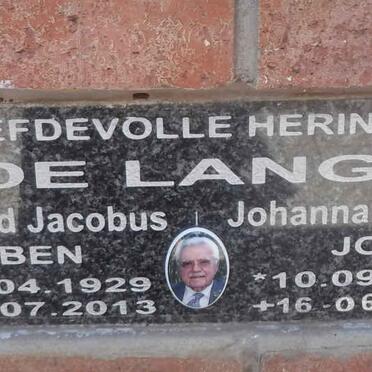 EFDEVOLLE HERIN
DE LANG
d Jacobus Johanna
BEN JO
.04.1929 *10.09
.07.2013 +16.06